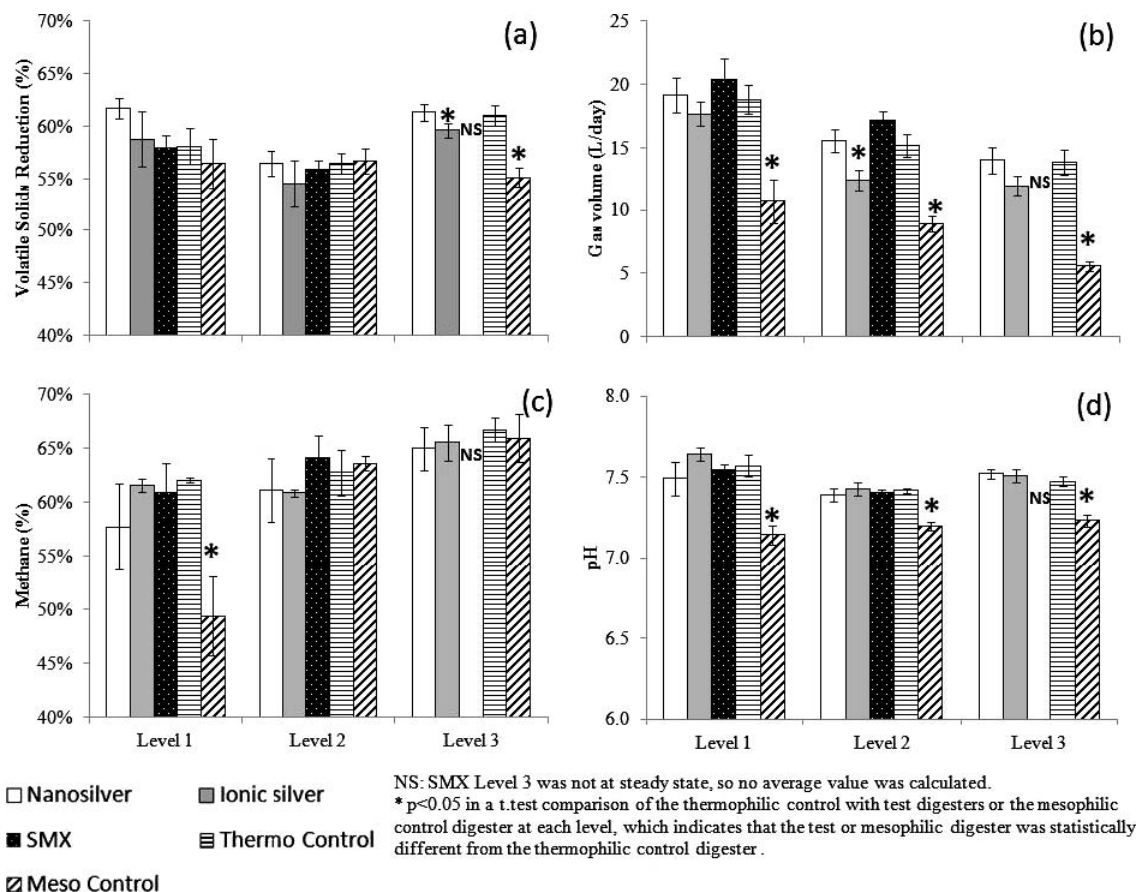 (a)
Volatile Solids Reduction (%)
70%
65%
60%
55%
50%
45%
40%
*
NS
*
(b)
Gas volume (L/day)
25
20
15
10
5
0
*
*
*
NS
*
(c)
Methane (%)
70%
65%
60%
55%
50%
45%
40%
*
NS
Level 1
Level 2
Level 3
(d)
pH
8.0
7.5
7.0
6.5
6.0
*
*
NS
*
Level 1
Level 2
Level 3
Nanosilver
Ionic silver
SMX
Thermo Control
Meso Control
NS: SMX Level 3 was not at steady state, so no average value was calculated.
* p<0.05 in a t.test comparison of the thermophilic control with test digesters or the mesophilic
control digester at each level, which indicates that the test or mesophilic digester was statistically
different from the thermophilic control digester .